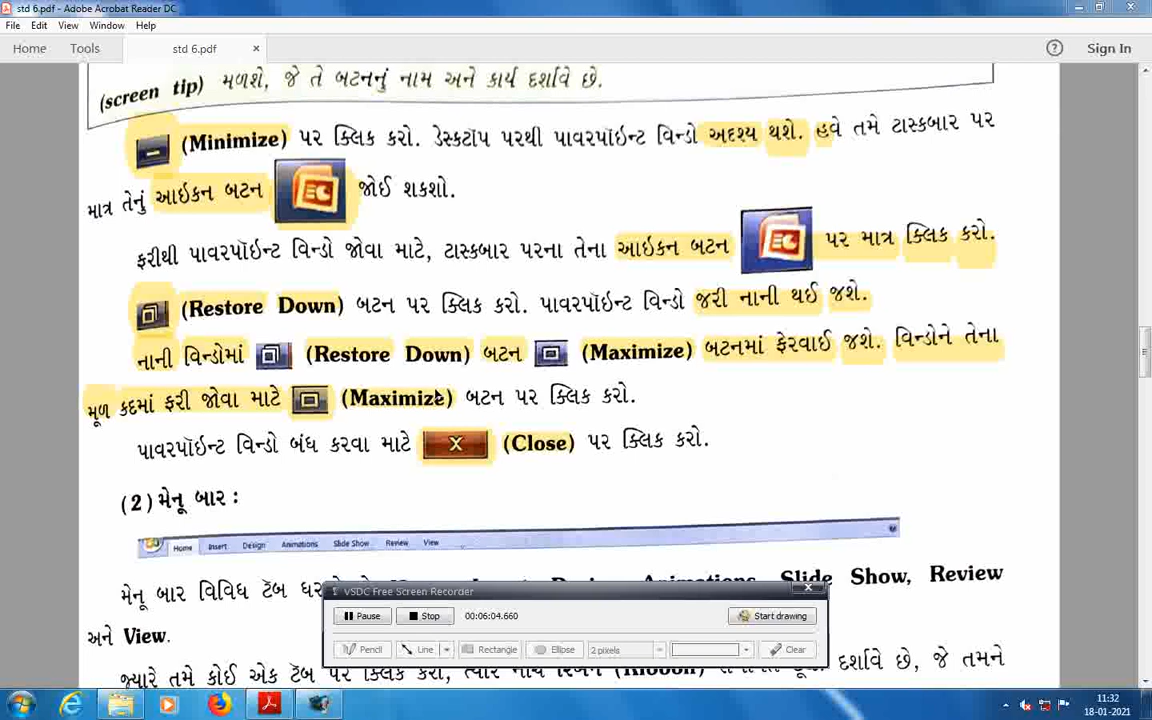 std 6.pdf - Adobe Acrobat Reader DC
File Edit View Window Help
Home Tools std 6.pdf × Sign In
(screen tip) મળશે, જે તે બટનનું નામ અને કાર્ય દર્શાવે છે.
(Minimize) પર ક્લિક કરો. ડેસ્કટૉપ પરથી પાવરપૉઇન્ટ વિન્ડો અદશ્ય થશે. હવે તમે ટાસ્કબાર પર
માત્ર તેનું આઇકન બટન જોઈ શકશો.
ફરીથી પાવરપૉઇન્ટ વિન્ડો જોવા માટે, ટાસ્કબાર પરના તેના આઇકન બટન પર માત્ર ક્લિક કરો.
(Restore Down) બટન પર ક્લિક કરો. પાવરપૉઇન્ટ વિન્ડો જરી નાની થઈ જશે.
નાની વિન્ડોમાં (Restore Down) બટન (Maximize) બટનમાં ફેરવાઈ જશે. વિન્ડોને તેના
મૂળ કદમાં ફરી જોવા માટે (Maximize) બટન પર ક્લિક કરો.
પાવરપૉઇન્ટ વિન્ડો બંધ કરવા માટે X (Close) પર ક્લિક કરો.
(2) મેનૂ બાર :
Home Insert Design Animations Slide Show Review View
મેનૂ બાર વિવિધ ટૅબ Slide Show, Review
અને View.
VSDC Free Screen Recorder
Pause Stop 00:06:04.660 Start drawing
Pencil Line Rectangle Ellipse 2 pixels Clear
જ્યારે તમે કોઈ એક ટૅબ પર ક્લિક કરો, ત્યારે દર્શાવે છે, જે તમને
11:32
18-01-2021